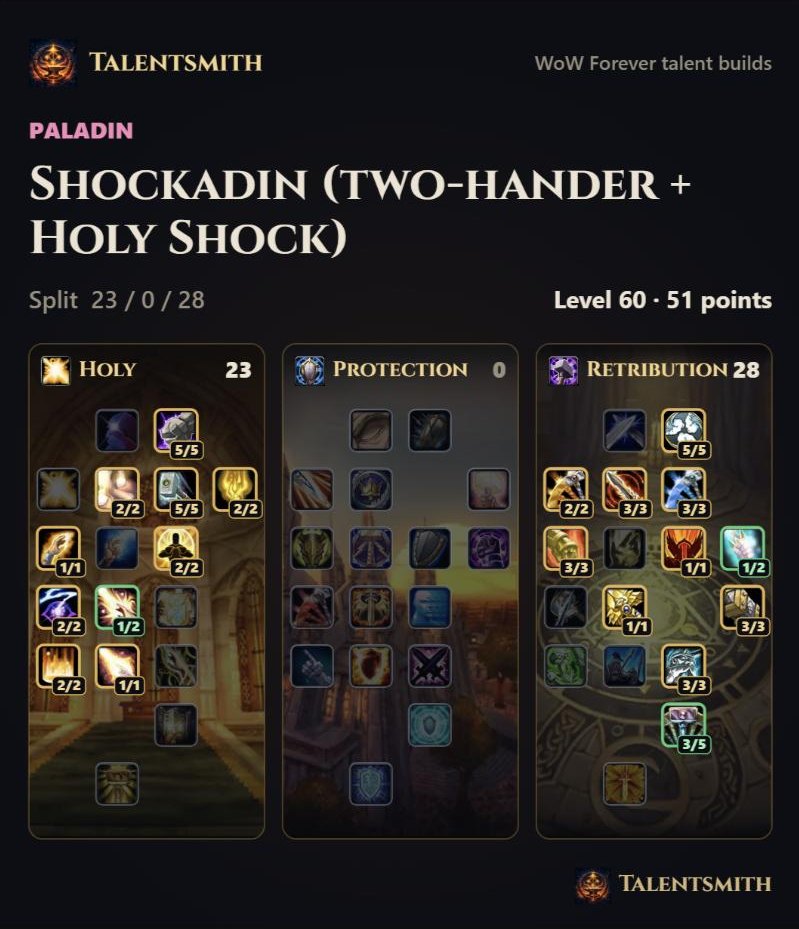 TALENTSMITH
WoW Forever talent builds
PALADIN
SHOCKADIN (TWO-HANDER +
HOLY SHOCK)
Split 23 / 0 / 28
Level 60 · 51 points
HOLY 23
PROTECTION 0
RETRIBUTION 28
5/5
2/2 5/5 2/2
1/1 2/2
2/2 1/2
2/2 1/1
5/5
2/2 3/3 3/3
3/3 1/1 1/2
1/1 3/3
3/3
3/5
TALENTSMITH